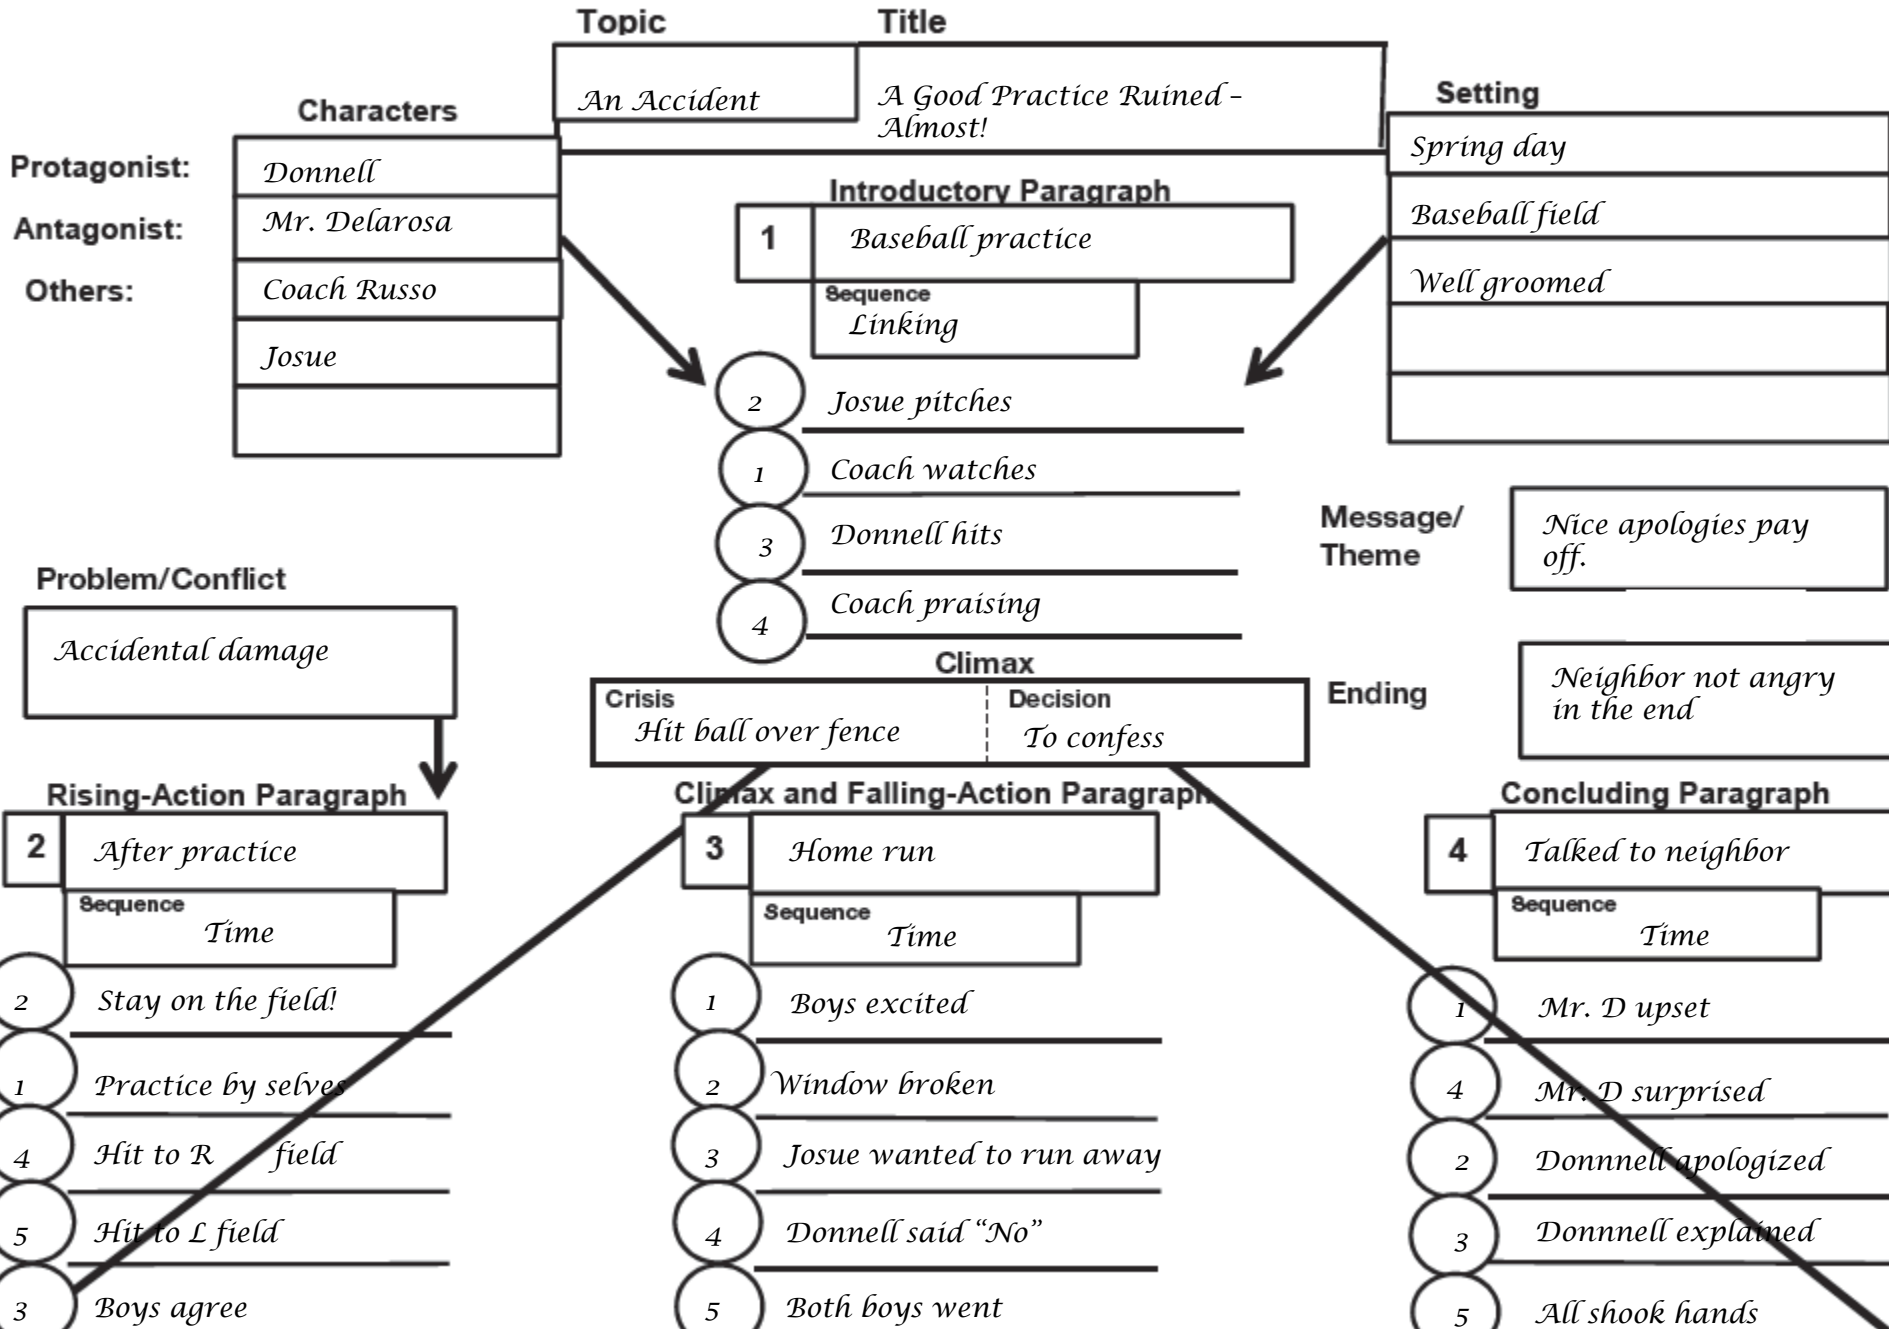 Topic
Title
An Accident
A Good Practice Ruined –
Almost!
Characters
Protagonist:
Donnell
Antagonist:
Mr. Delarosa
Others:
Coach Russo
Josue
Setting
Spring day
Baseball field
Well groomed
Introductory Paragraph
1
Baseball practice
Sequence
Linking
2 Josue pitches
1 Coach watches
3 Donnell hits
4 Coach praising
Message/
Theme
Nice apologies pay
off.
Problem/Conflict
Accidental damage
Climax
Crisis
Hit ball over fence
Decision
To confess
Ending
Neighbor not angry
in the end
Rising-Action Paragraph
2 After practice
Sequence
Time
2 Stay on the field!
1 Practice by selves
4 Hit to R field
5 Hit to L field
3 Boys agree
Climax and Falling-Action Paragraph
3 Home run
Sequence
Time
1 Boys excited
2 Window broken
3 Josue wanted to run away
4 Donnell said “No”
5 Both boys went
Concluding Paragraph
4 Talked to neighbor
Sequence
Time
1 Mr. D upset
4 Mr. D surprised
2 Donnnell apologized
3 Donnnell explained
5 All shook hands